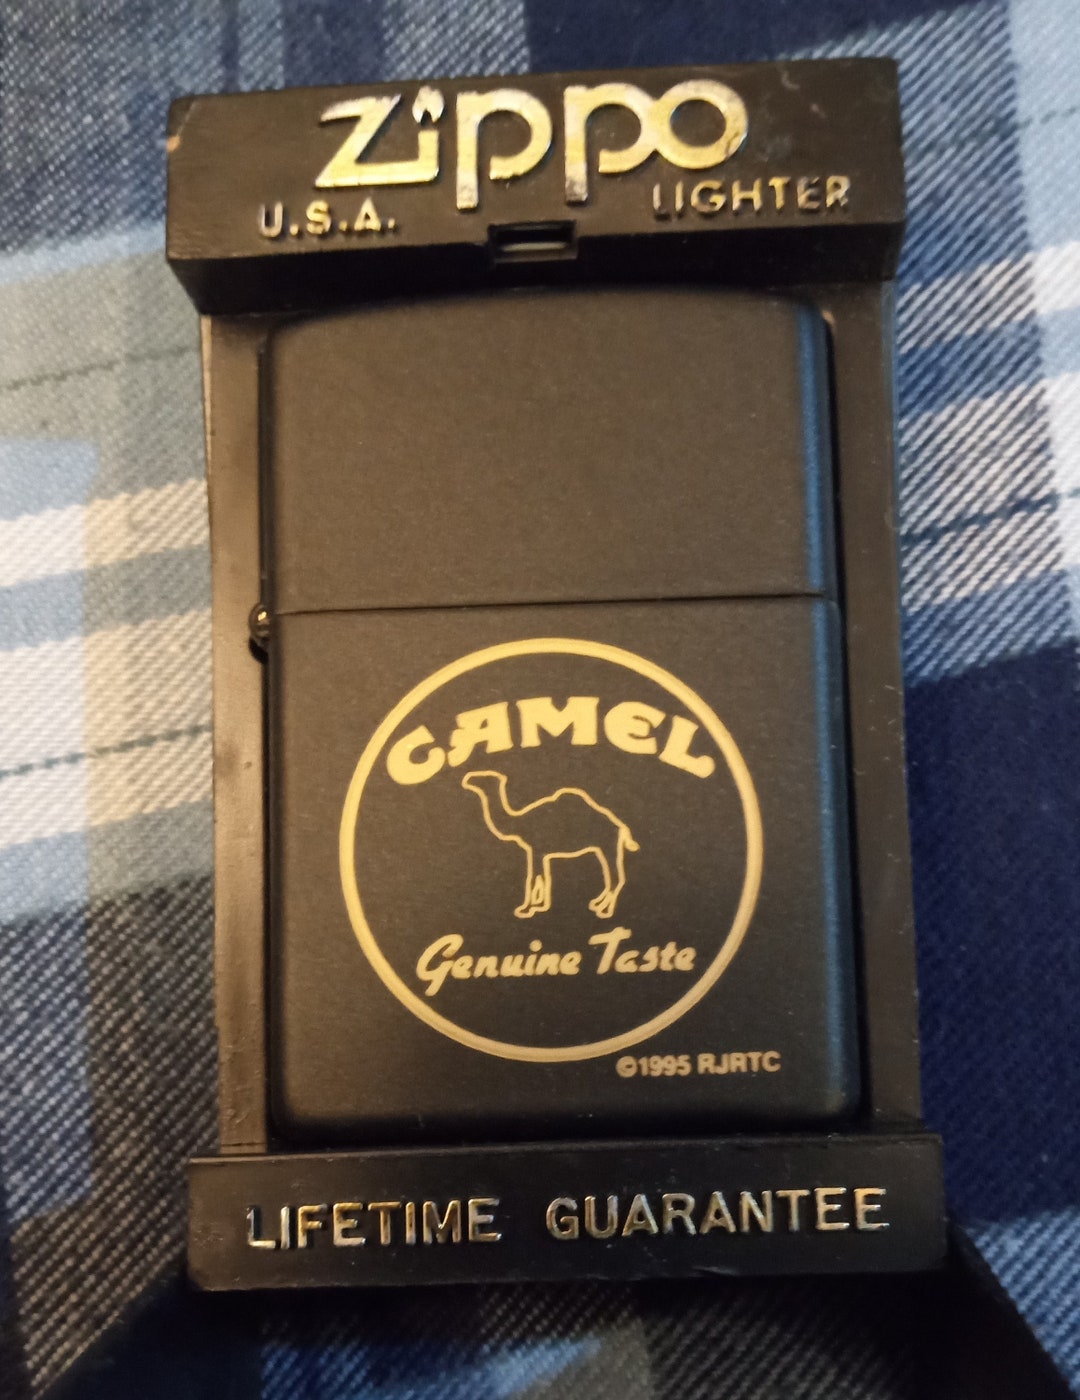 Zippo
U.S.A. LIGHTER
CAMEL
Genuine Taste
©1995 RJRTC
LIFETIME GUARANTEE